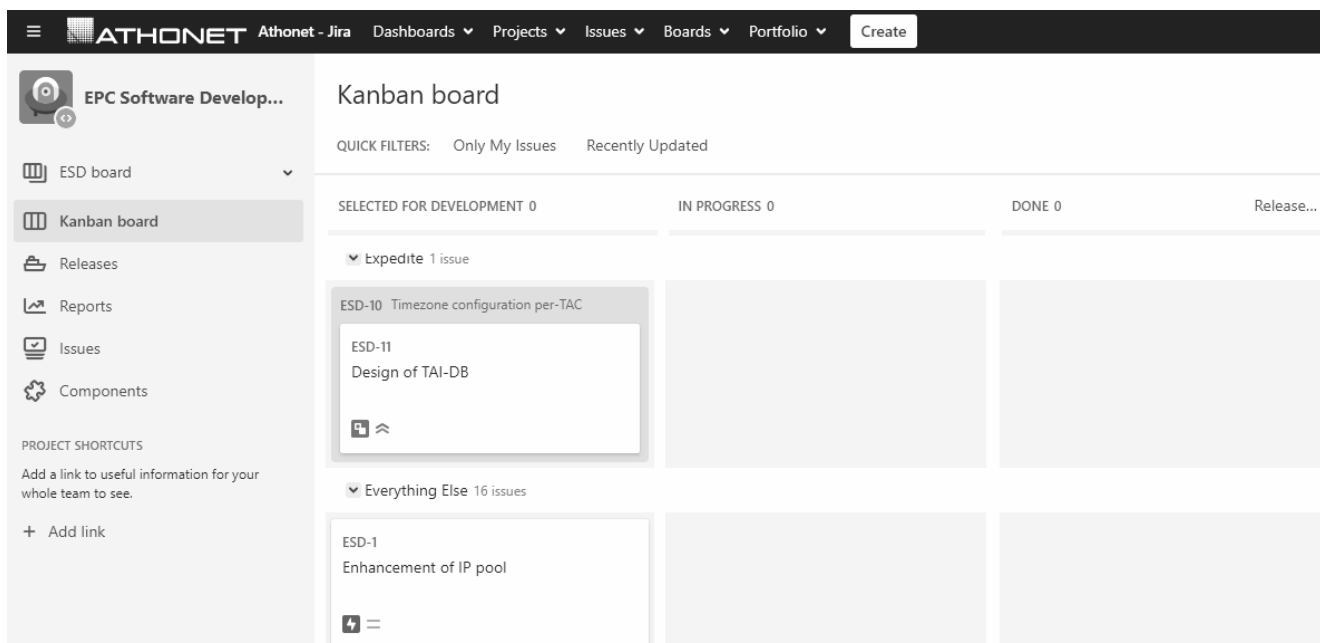 ATHONET Athonet - Jira Dashboards Projects Issues Boards Portfolio Create
EPC Software Develop...
ESD board
Kanban board
Releases
Reports
Issues
Components
PROJECT SHORTCUTS
Add a link to useful information for your
whole team to see.
+ Add link
Kanban board
QUICK FILTERS: Only My Issues Recently Updated
SELECTED FOR DEVELOPMENT 0 IN PROGRESS 0 DONE 0 Release...
Expedite 1 issue
ESD-10 Timezone configuration per-TAC
ESD-11
Design of TAI-DB
Everything Else 16 issues
ESD-1
Enhancement of IP pool